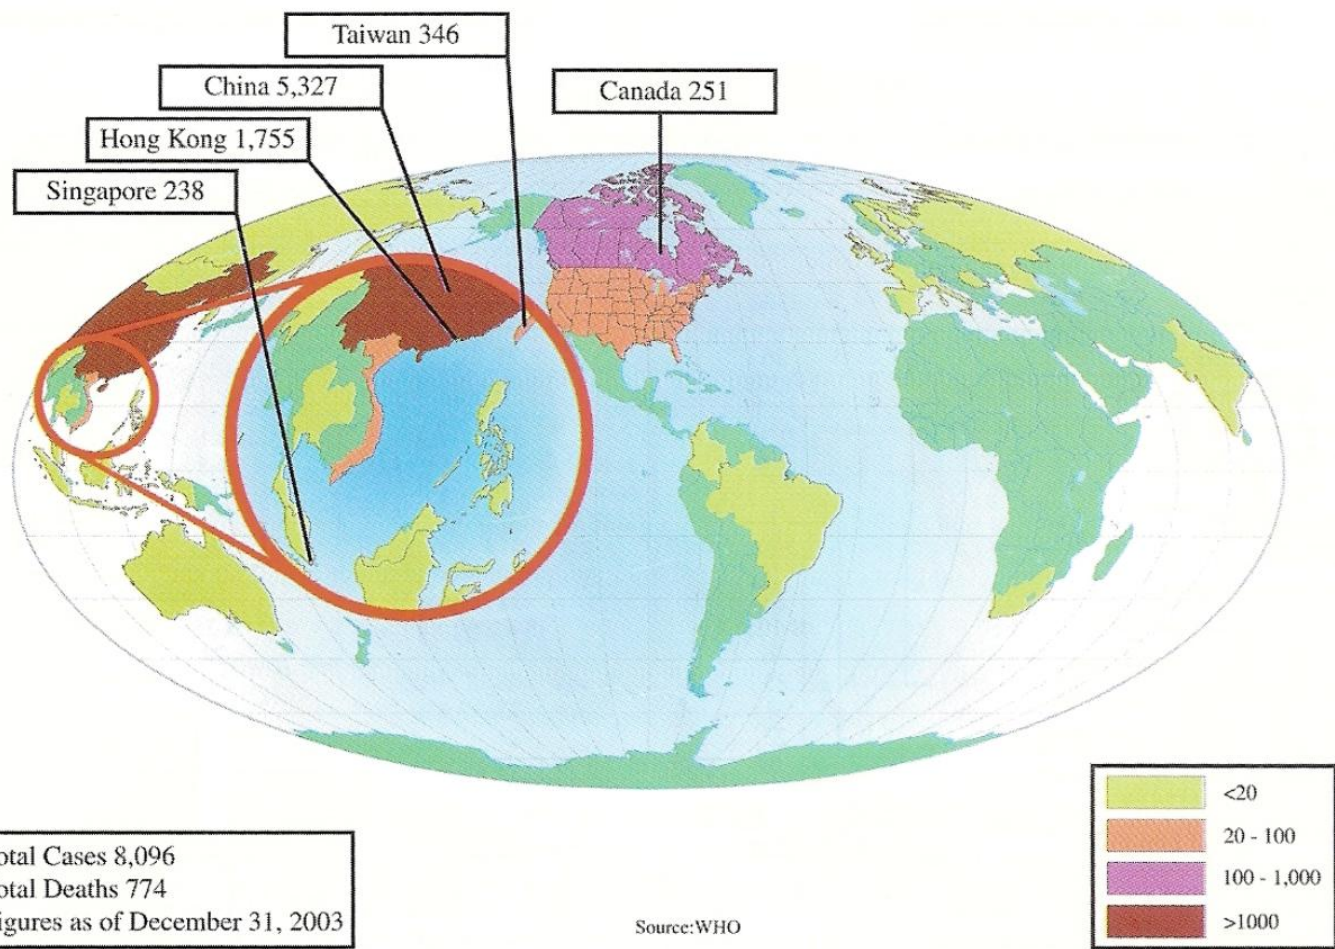 Taiwan 346
China 5,327
Canada 251
Hong Kong 1,755
Singapore 238
<20
20 - 100
100 - 1,000
>1000
otal Cases 8,096
otal Deaths 774
igures as of December 31, 2003
Source:WHO